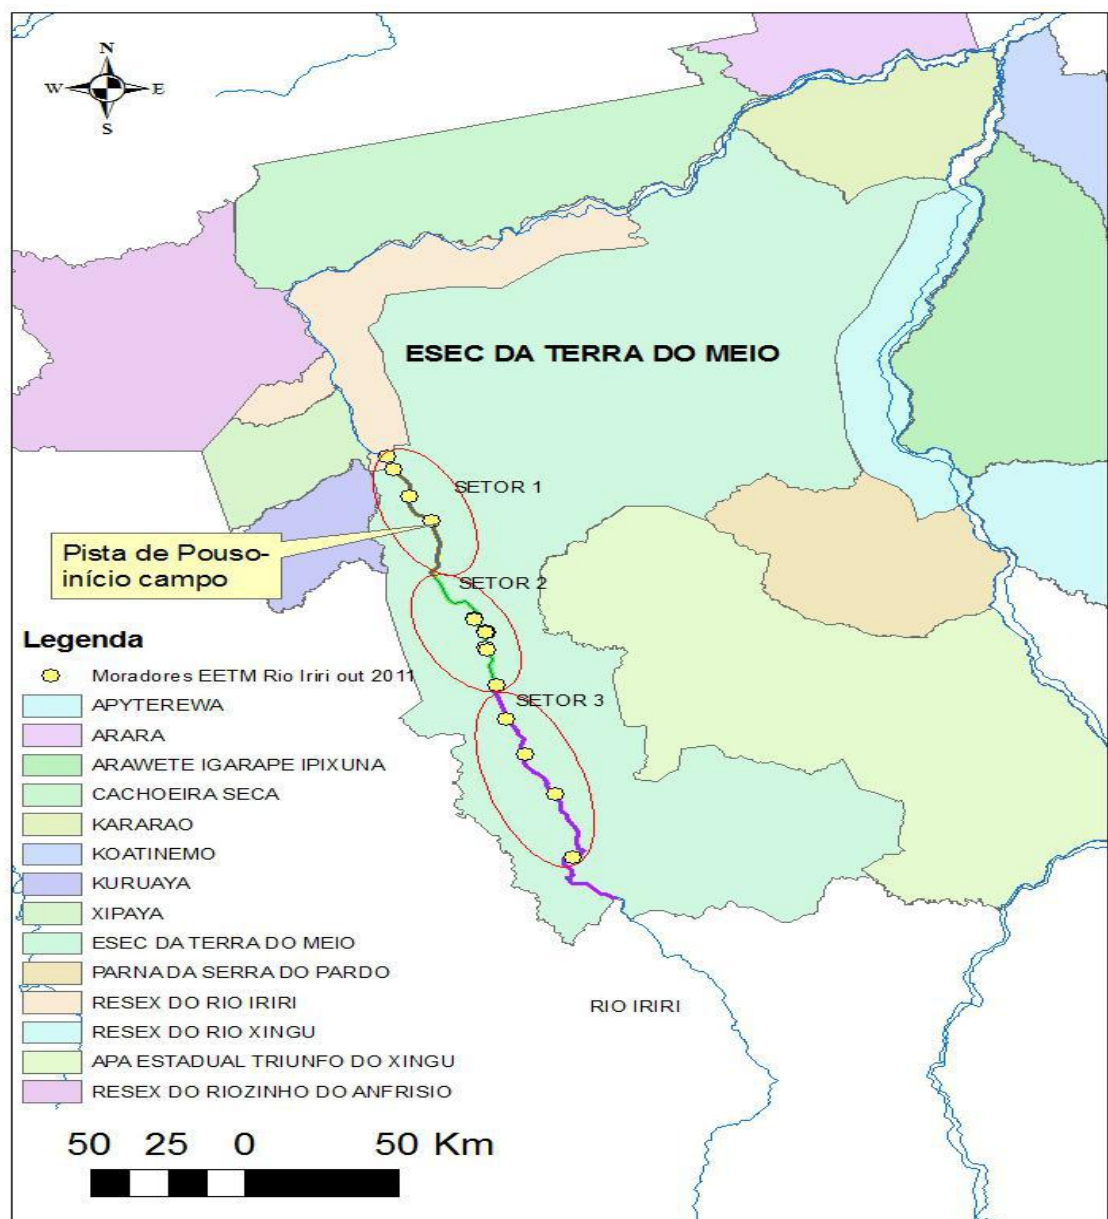 N
W E
S
ESEC DA TERRA DO MEIO
SETOR 1
Pista de Pouso-
início campo
SETOR 2
SETOR 3
Legenda
Moradores EETM Rio Iriri out 2011
APYTEREWA
ARARA
ARAWETE IGARAPE IPIXUNA
CACHOEIRA SECA
KARARAO
KOATINEMO
KURUAYA
XIPAYA
ESEC DA TERRA DO MEIO
PARNA DA SERRA DO PARDO
RESEX DO RIO IRIRI
RESEX DO RIO XINGU
APA ESTADUAL TRIUNFO DO XINGU
RESEX DO RIOZINHO DO ANFRISIO
RIO IRIRI
50 25 0 50 Km